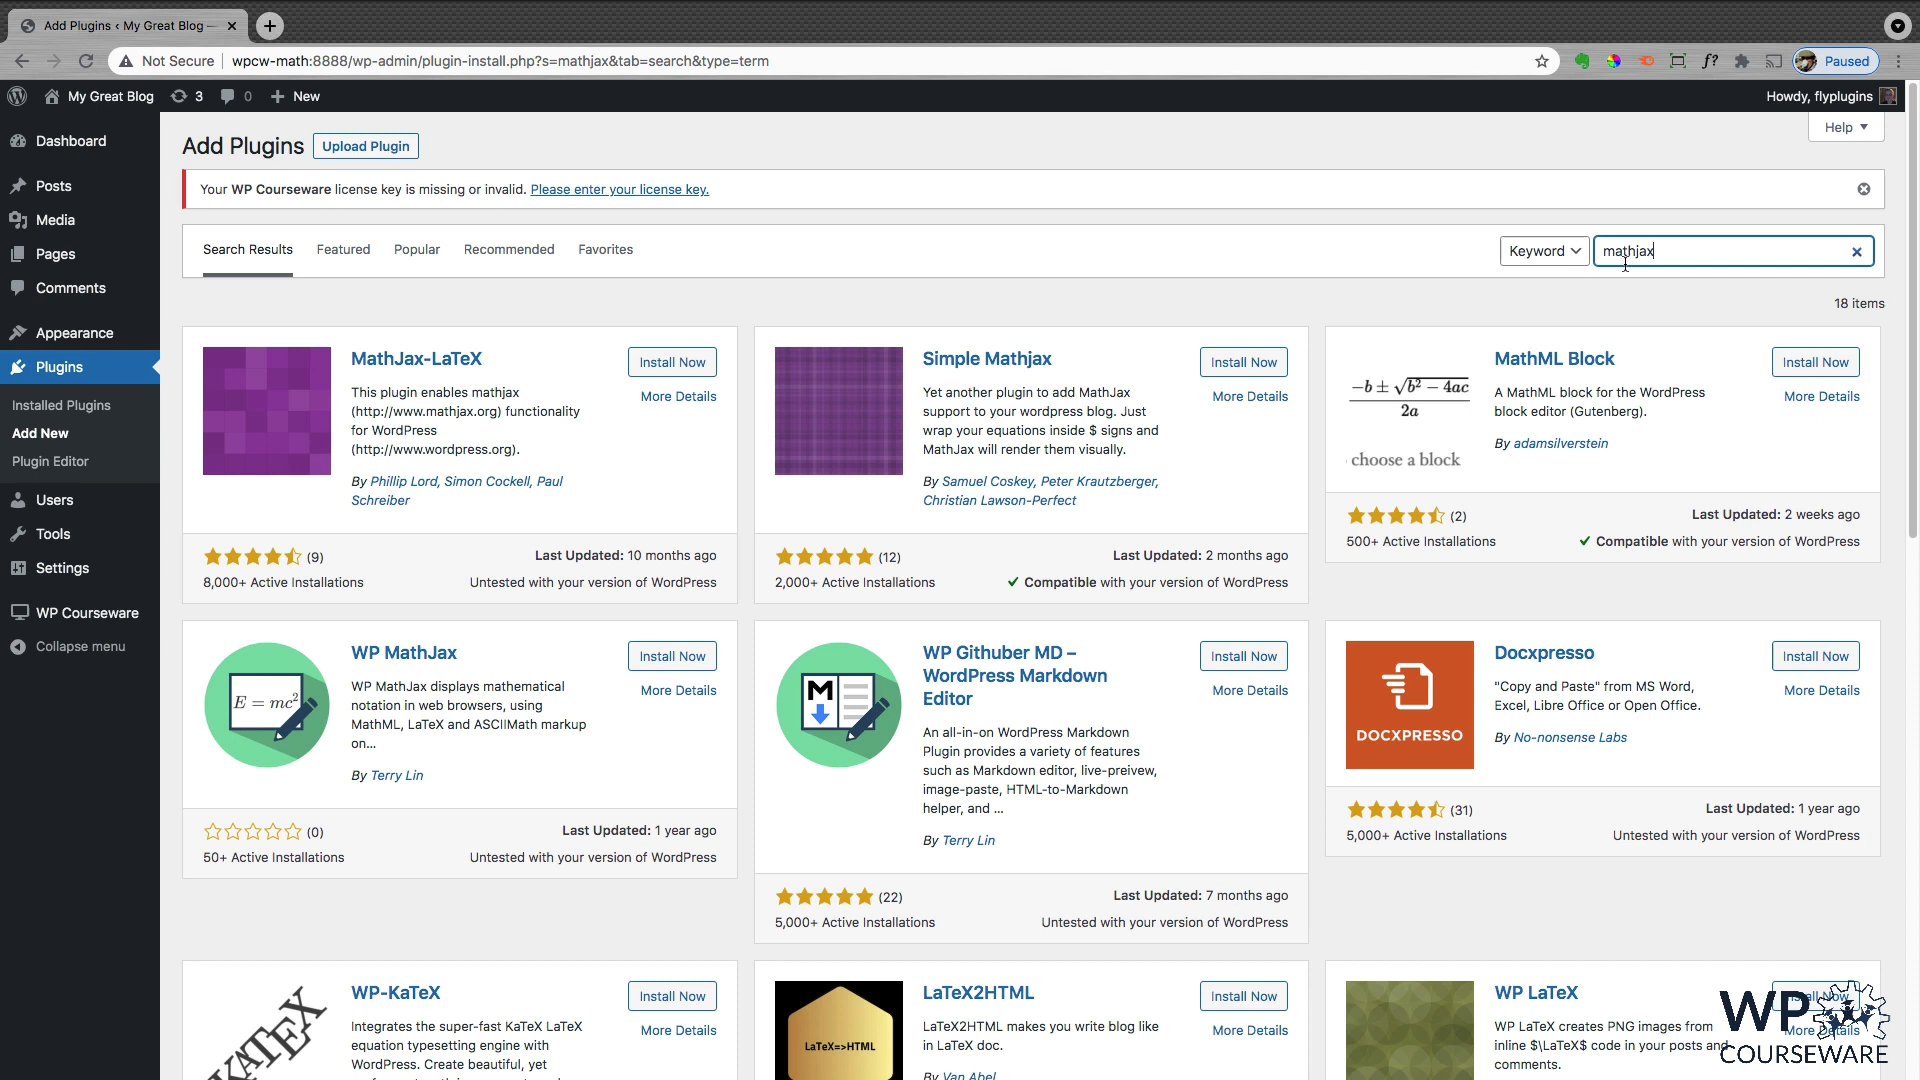 Add Plugins ‹ My Great Blog —
Not Secure
wpcw-math:8888/wp-admin/plugin-install.php?s=mathjax&tab=search&type=term
f?
Paused
My Great Blog
3
0
New
Howdy, flyplugins
Dashboard
Posts
Media
Pages
Comments
Appearance
Plugins
Installed Plugins
Add New
Plugin Editor
Users
Tools
Settings
WP Courseware
Collapse menu
Help
Add Plugins
Upload Plugin
Your WP Courseware license key is missing or invalid. Please enter your license key.
Search Results
Featured
Popular
Recommended
Favorites
Keyword
mathjax
18 items
MathJax-LaTeX
Install Now
More Details
This plugin enables mathjax
(http://www.mathjax.org) functionality
for WordPress
(http://www.wordpress.org).
By Phillip Lord, Simon Cockell, Paul
Schreiber
(9)
8,000+ Active Installations
Last Updated: 10 months ago
Untested with your version of WordPress
Simple Mathjax
Install Now
More Details
Yet another plugin to add MathJax
support to your wordpress blog. Just
wrap your equations inside $ signs and
MathJax will render them visually.
By Samuel Coskey, Peter Krautzberger,
Christian Lawson-Perfect
(12)
2,000+ Active Installations
Last Updated: 2 months ago
Compatible with your version of WordPress
−b ± √b² − 4ac
2a
choose a block
MathML Block
Install Now
More Details
A MathML block for the WordPress
block editor (Gutenberg).
By adamsilverstein
(2)
500+ Active Installations
Last Updated: 2 weeks ago
Compatible with your version of WordPress
E = mc²
WP MathJax
Install Now
More Details
WP MathJax displays mathematical
notation in web browsers, using
MathML, LaTeX and ASCIIMath markup
on...
By Terry Lin
(0)
50+ Active Installations
Last Updated: 1 year ago
Untested with your version of WordPress
M
WP Githuber MD –
WordPress Markdown
Editor
Install Now
More Details
An all-in-on WordPress Markdown
Plugin provides a variety of features
such as Markdown editor, live-preivew,
image-paste, HTML-to-Markdown
helper, and ...
By Terry Lin
(22)
5,000+ Active Installations
Last Updated: 7 months ago
Untested with your version of WordPress
DOCXPRESSO
Docxpresso
Install Now
More Details
"Copy and Paste" from MS Word,
Excel, Libre Office or Open Office.
By No-nonsense Labs
(31)
5,000+ Active Installations
Last Updated: 1 year ago
Untested with your version of WordPress
KATEX
WP-KaTeX
Install Now
More Details
Integrates the super-fast KaTeX LaTeX
equation typesetting engine with
WordPress. Create beautiful, yet
LaTeX=>HTML
LaTeX2HTML
Install Now
More Details
LaTeX2HTML makes you write blog like
in LaTeX doc.
By Van Abel
WP LaTeX
Install Now
More Details
WP LaTeX creates PNG images from
inline $\LaTeX$ code in your posts and
comments.
WP
COURSEWARE